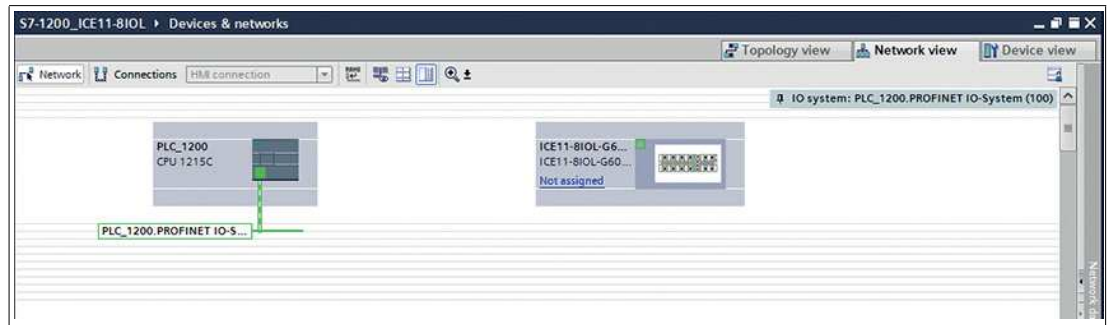 S7-1200_ICE11-8IOL ▸ Devices & networks
Topology view Network view Device view
Network Connections HMI connection
IO system: PLC_1200.PROFINET IO-System (100)
PLC_1200
CPU 1215C
ICE11-8IOL-G6...
ICE11-8IOL-G60...
Not assigned
PLC_1200.PROFINET IO-S...